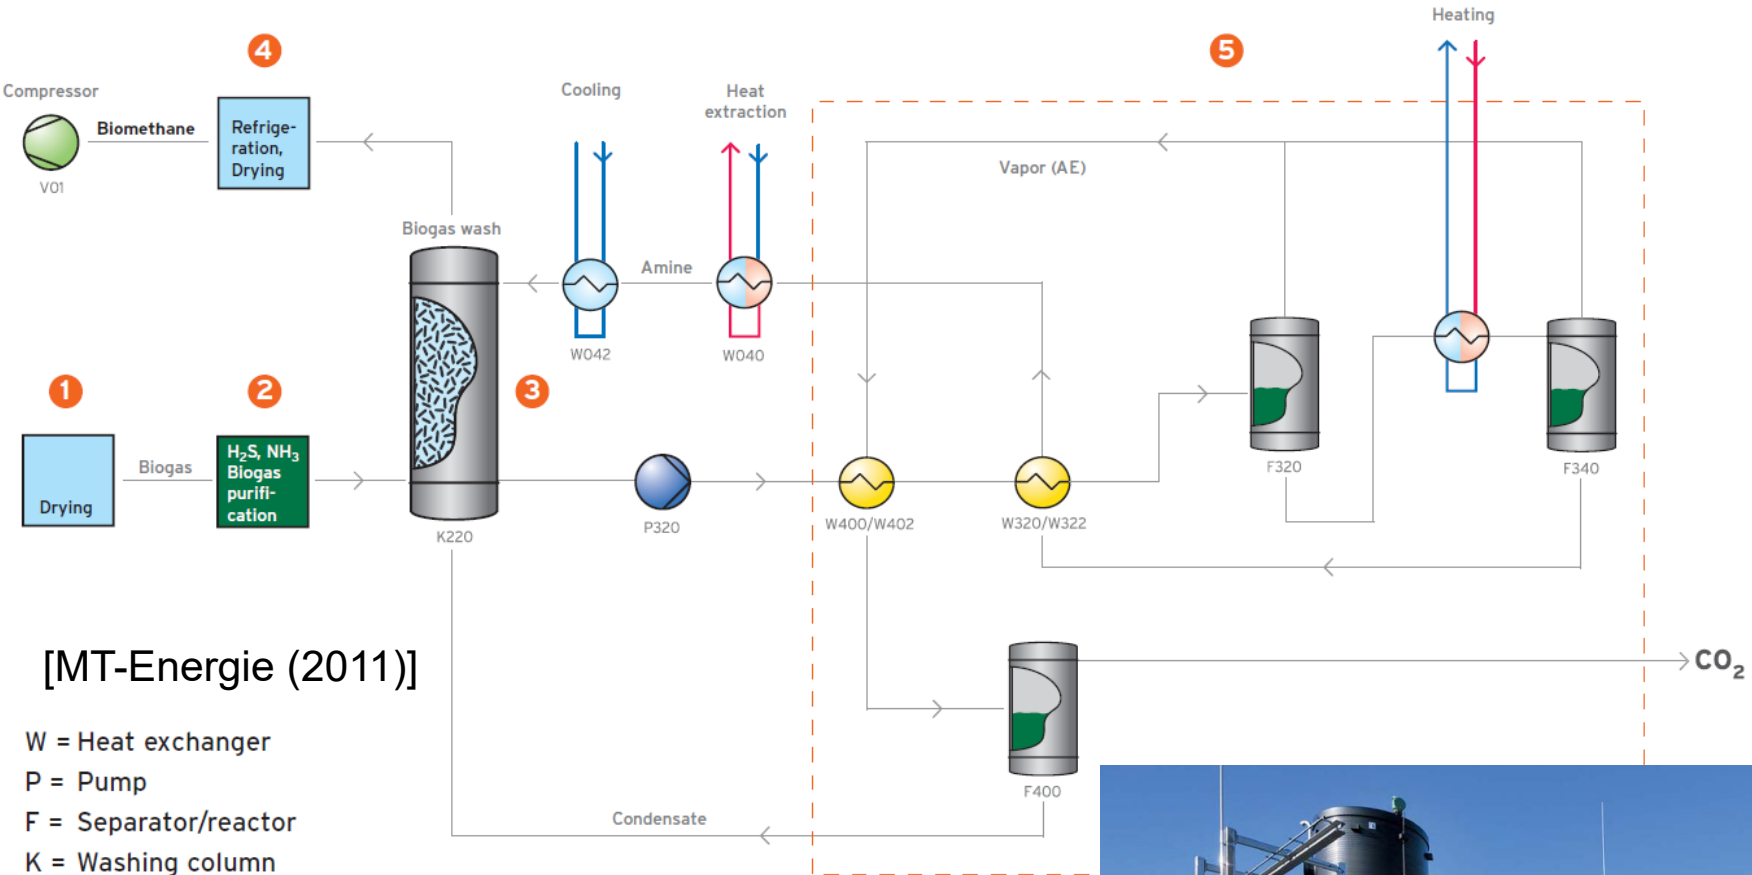 Heating
4
5
Compressor
Cooling
Heat
extraction
Biomethane
Refrige-
ration,
Drying
Vapor (AE)
V01
Biogas wash
Amine
W042
W040
1
2
3
Biogas
Drying
H₂S, NH₃
Biogas
purifi-
cation
K220
P320
W400/W402
W320/W322
F320
F340
[MT-Energie (2011)]
CO₂
W = Heat exchanger
P = Pump
F = Separator/reactor
K = Washing column
F400
Condensate